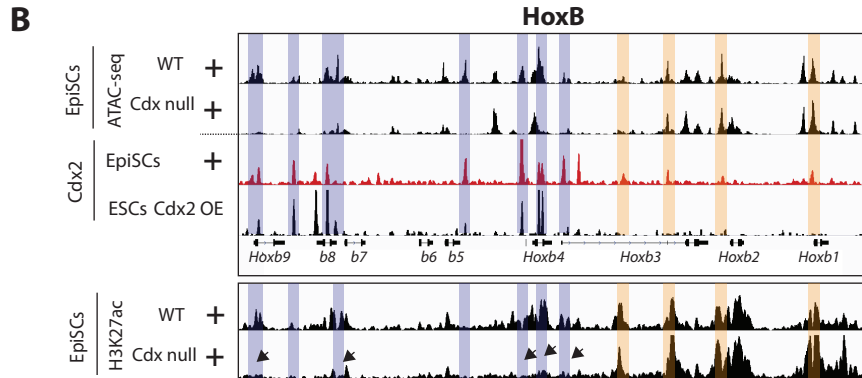 B
HoxB
EpiSCs
ATAC-seq
WT +
Cdx null +
Cdx2
EpiSCs +
ESCs Cdx2 OE
Hoxb9 b8 b7 b6 b5 Hoxb4 Hoxb3 Hoxb2 Hoxb1
EpiSCs
H3K27ac
WT +
Cdx null +